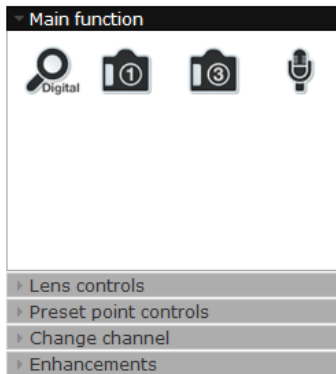 Main function
Digital
1 3
Lens controls
Preset point controls
Change channel
Enhancements